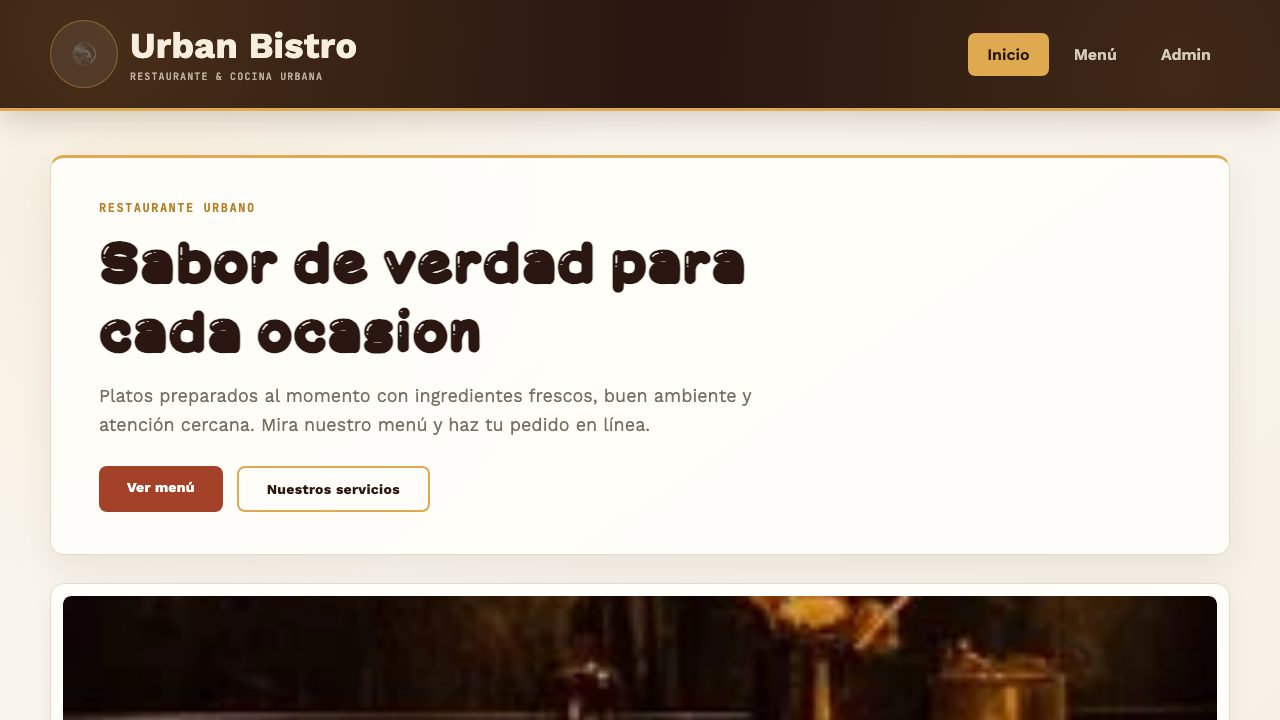 Urban Bistro
RESTAURANTE & COCINA URBANA
Inicio
Menú
Admin
RESTAURANTE URBANO
Sabor de verdad para
cada ocasion
Platos preparados al momento con ingredientes frescos, buen ambiente y
atención cercana. Mira nuestro menú y haz tu pedido en línea.
Ver menú
Nuestros servicios